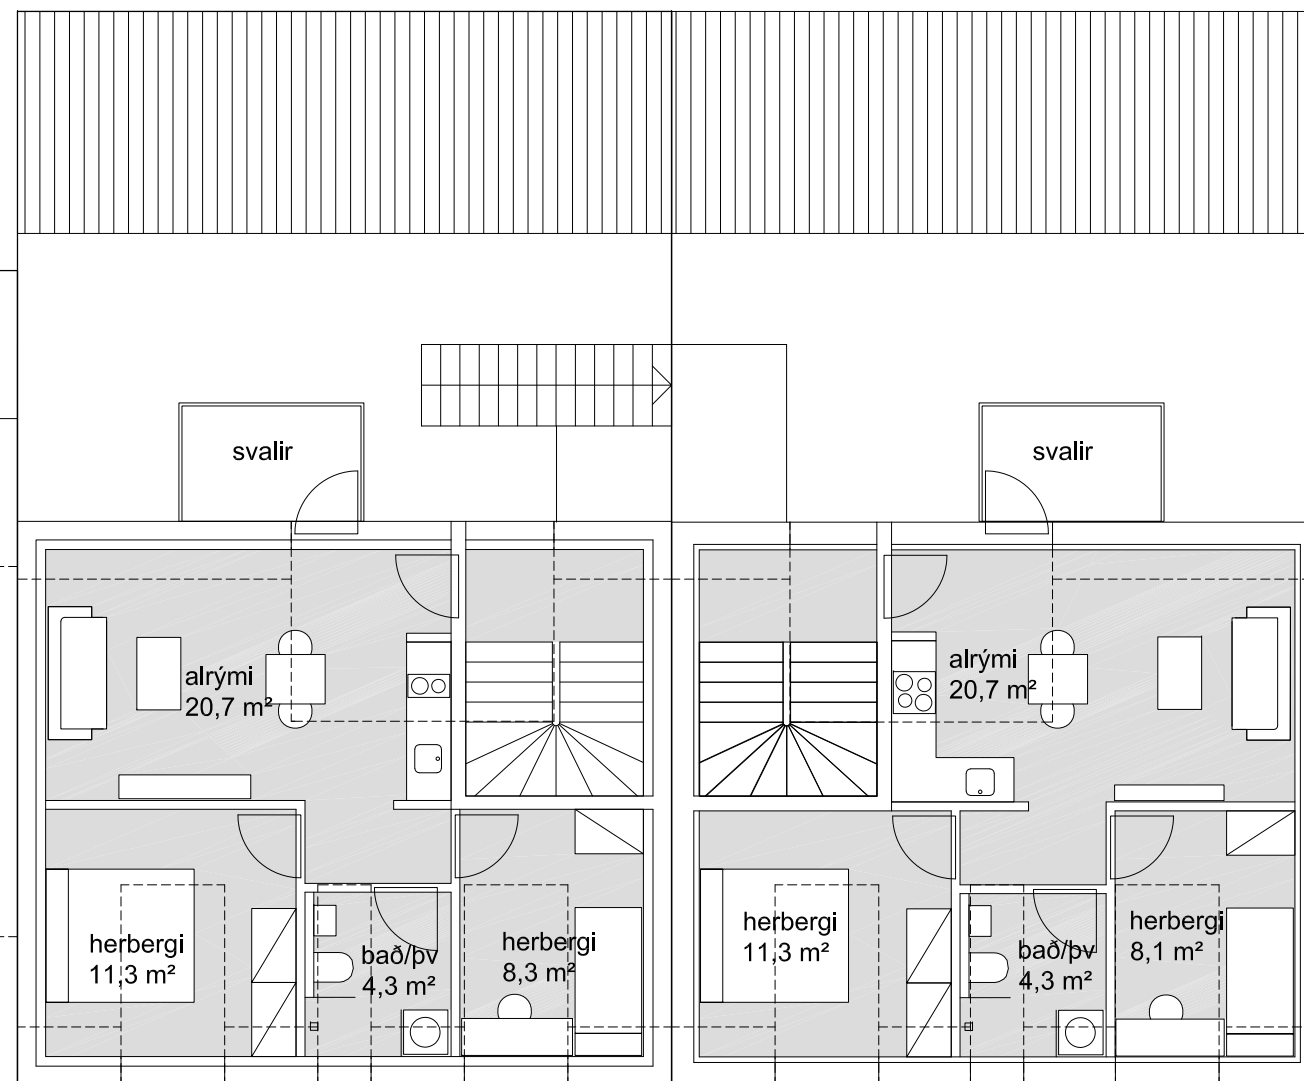 svalir
svalir
alrými
20,7 m²
alrými
20,7 m²
herbergi
11,3 m²
bað/þv
4,3 m²
herbergi
8,3 m²
herbergi
11,3 m²
bað/þv
4,3 m²
herbergi
8,1 m²